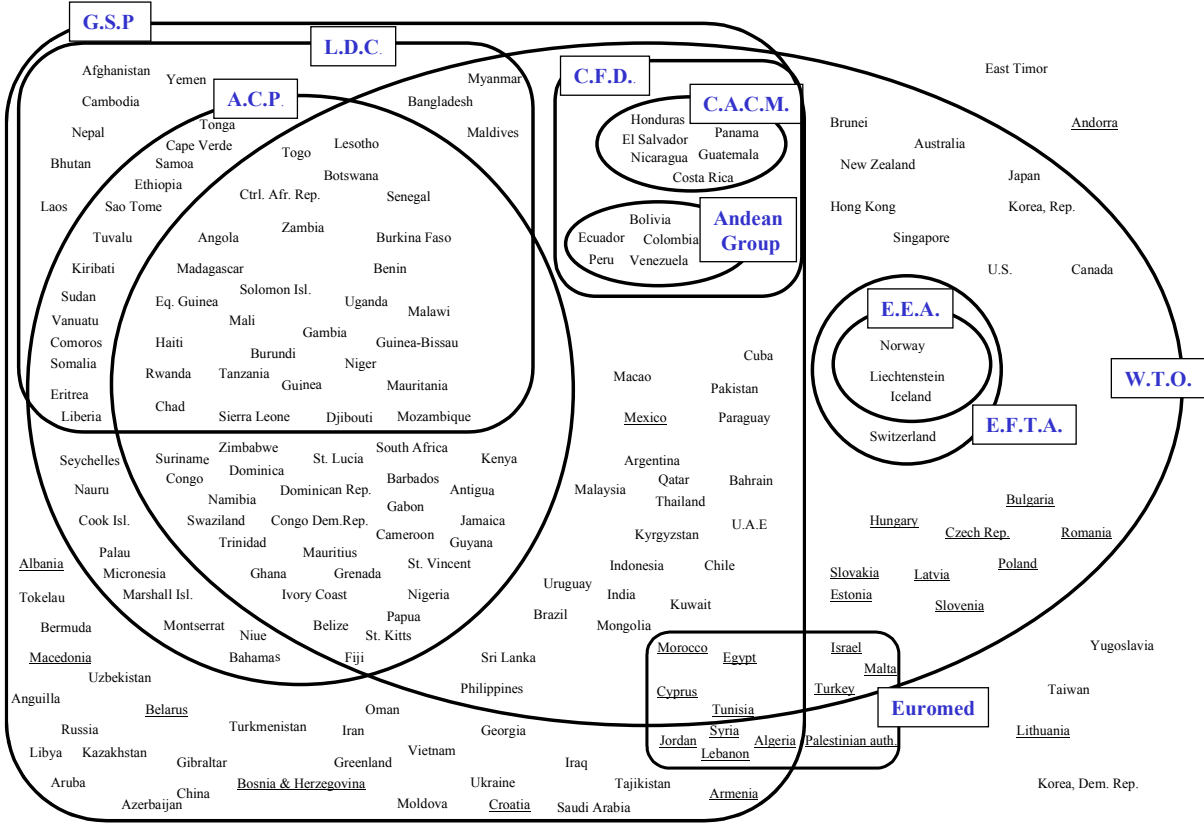 G.S.P
L.D.C.
C.F.D..
C.A.C.M.
A.C.P.
Andean
Group
E.E.A.
E.F.T.A.
W.T.O.
Euromed
Afghanistan
Yemen
Cambodia
Nepal
Bhutan
Laos
Myanmar
Bangladesh
Maldives
Tonga
Cape Verde
Samoa
Ethiopia
Sao Tome
Tuvalu
Kiribati
Sudan
Vanuatu
Comoros
Somalia
Eritrea
Liberia
Togo
Lesotho
Botswana
Ctrl. Afr. Rep.
Senegal
Zambia
Angola
Burkina Faso
Madagascar
Benin
Solomon Isl.
Eq. Guinea
Uganda
Malawi
Mali
Gambia
Haiti
Guinea-Bissau
Burundi
Niger
Rwanda
Tanzania
Guinea
Mauritania
Chad
Sierra Leone
Djibouti
Mozambique
Honduras
Panama
El Salvador
Nicaragua
Guatemala
Costa Rica
Bolivia
Ecuador
Colombia
Peru
Venezuela
East Timor
Brunei
Andorra
Australia
New Zealand
Japan
Hong Kong
Korea, Rep.
Singapore
U.S.
Canada
Norway
Liechtenstein
Iceland
Switzerland
Cuba
Macao
Pakistan
Mexico
Paraguay
Argentina
Malaysia
Qatar
Bahrain
Thailand
U.A.E
Kyrgyzstan
Indonesia
Chile
Uruguay
India
Kuwait
Brazil
Mongolia
Seychelles
Nauru
Cook Isl.
Palau
Micronesia
Marshall Isl.
Montserrat
Niue
Bahamas
Zimbabwe
South Africa
Suriname
St. Lucia
Kenya
Congo
Dominica
Barbados
Namibia
Dominican Rep.
Antigua
Gabon
Swaziland
Congo Dem.Rep.
Jamaica
Cameroon
Trinidad
Guyana
Mauritius
St. Vincent
Ghana
Grenada
Ivory Coast
Nigeria
Belize
Papua
St. Kitts
Fiji
Sri Lanka
Philippines
Bulgaria
Hungary
Czech Rep.
Romania
Poland
Slovakia
Latvia
Estonia
Slovenia
Morocco
Egypt
Israel
Malta
Cyprus
Turkey
Tunisia
Syria
Jordan
Algeria
Palestinian auth.
Lebanon
Armenia
Yugoslavia
Taiwan
Lithuania
Korea, Dem. Rep.
Albania
Tokelau
Bermuda
Macedonia
Uzbekistan
Anguilla
Belarus
Russia
Turkmenistan
Oman
Iran
Georgia
Libya
Kazakhstan
Gibraltar
Greenland
Vietnam
Iraq
Aruba
China
Bosnia & Herzegovina
Ukraine
Tajikistan
Azerbaijan
Moldova
Croatia
Saudi Arabia